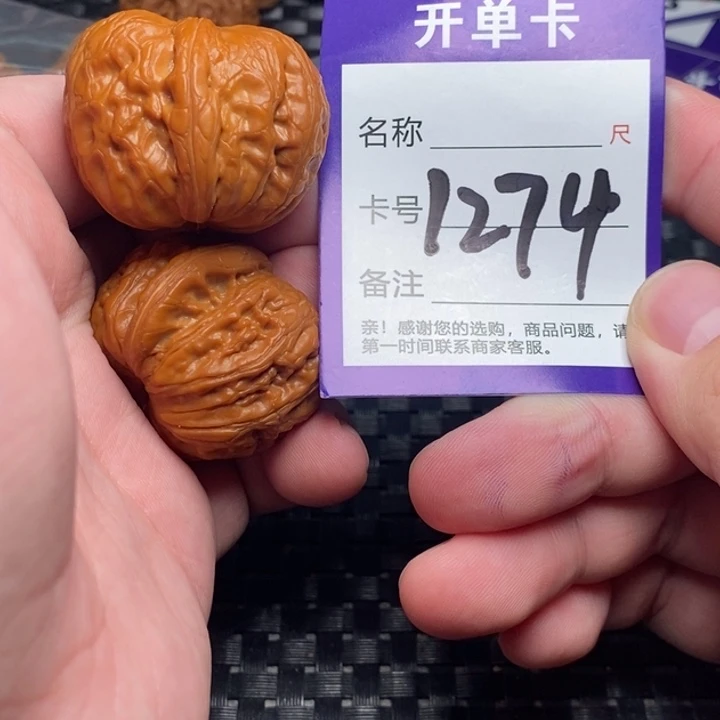 开单卡
名称 尺
卡号 1274
备注
亲！感谢您的选购，商品问题，请
第一时间联系商家客服。